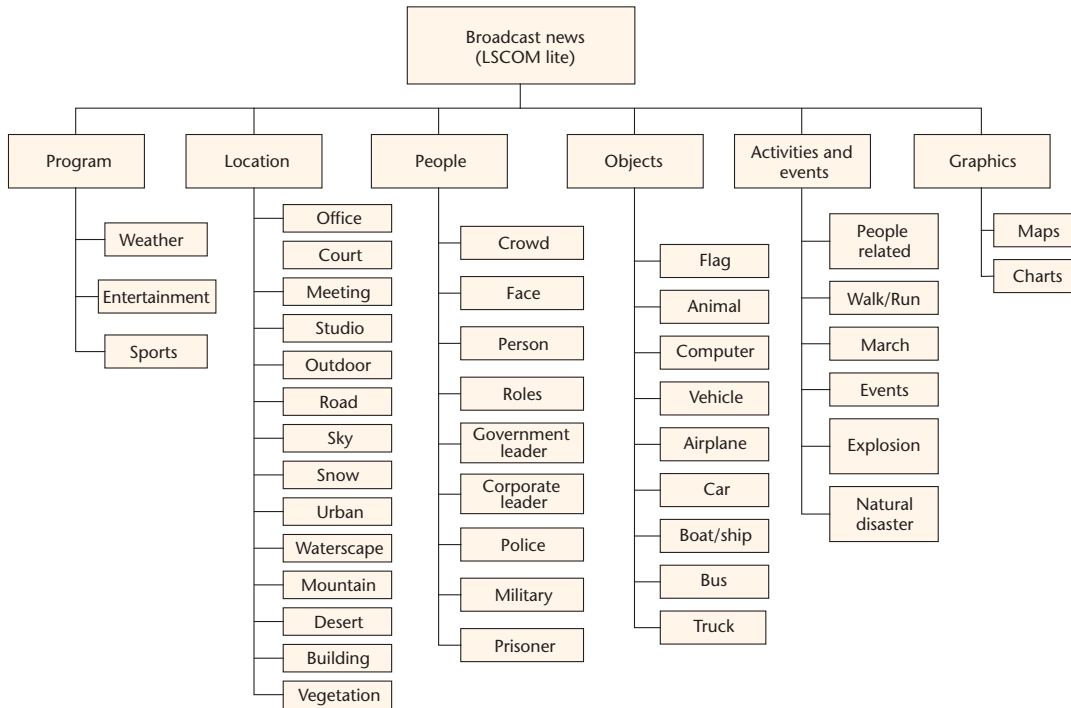 Broadcast news
(LSCOM lite)
Program
Location
People
Objects
Activities and
events
Graphics
Weather
Entertainment
Sports
Office
Court
Meeting
Studio
Outdoor
Road
Sky
Snow
Urban
Waterscape
Mountain
Desert
Building
Vegetation
Crowd
Face
Person
Roles
Government
leader
Corporate
leader
Police
Military
Prisoner
Flag
Animal
Computer
Vehicle
Airplane
Car
Boat/ship
Bus
Truck
People
related
Walk/Run
March
Events
Explosion
Natural
disaster
Maps
Charts